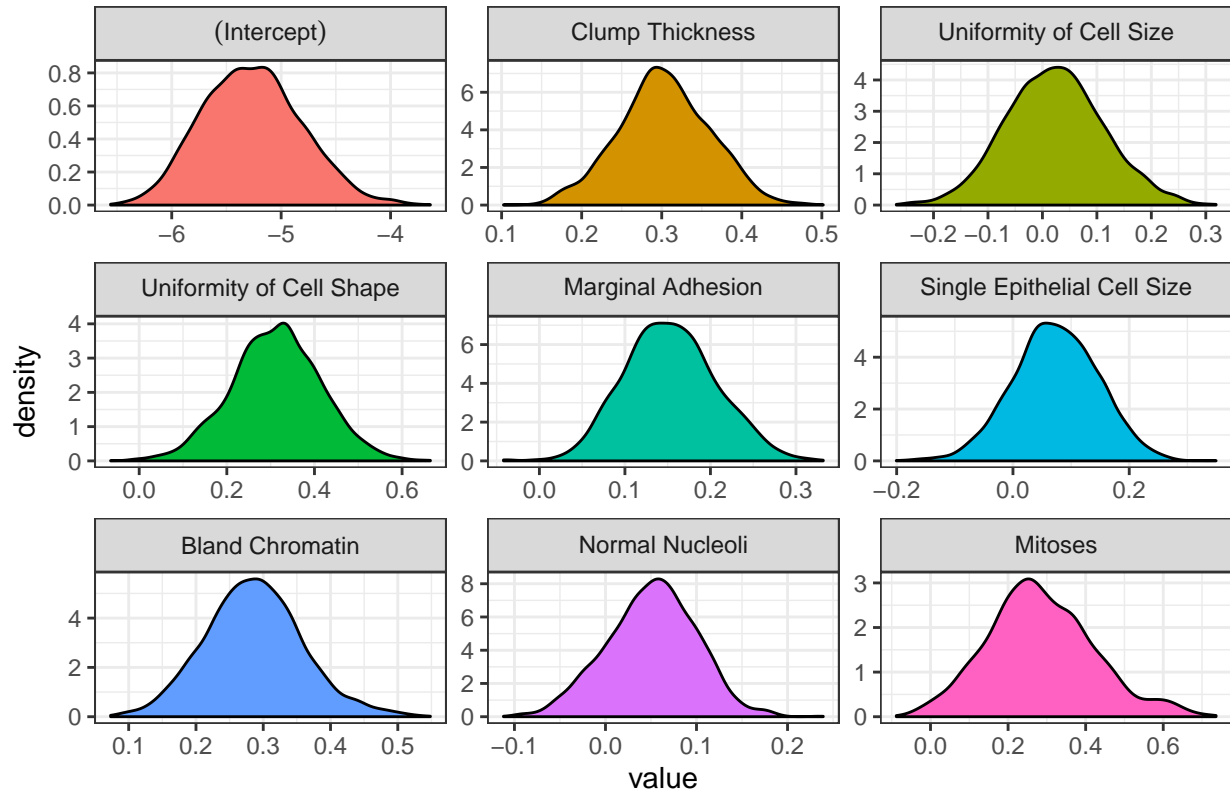 (Intercept) Clump Thickness Uniformity of Cell Size
0.8
0.6
0.4
0.2
0.0
−6 −5 −4
6
4
2
0
0.1 0.2 0.3 0.4 0.5
4
3
2
1
0
−0.2 −0.1 0.0 0.1 0.2 0.3
Uniformity of Cell Shape Marginal Adhesion Single Epithelial Cell Size
density
4
3
2
1
0
0.0 0.2 0.4 0.6
6
4
2
0
0.0 0.1 0.2 0.3
4
2
0
−0.2 0.0 0.2
Bland Chromatin Normal Nucleoli Mitoses
4
2
0
0.1 0.2 0.3 0.4 0.5
8
6
4
2
0
−0.1 0.0 0.1 0.2
3
2
1
0
0.0 0.2 0.4 0.6
value